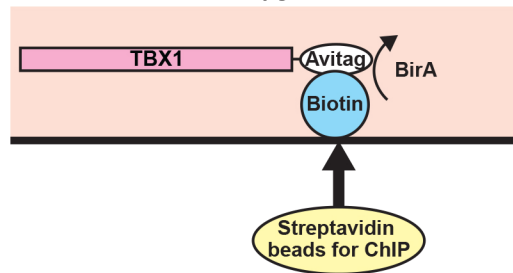 TBX1
Avitag
BirA
Biotin
Streptavidin
beads for ChIP